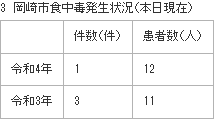 3 岡崎市食中毒発生状況(本日現在)
件数(件) 患者数(人)
令和4年 1 12
令和3年 3 11